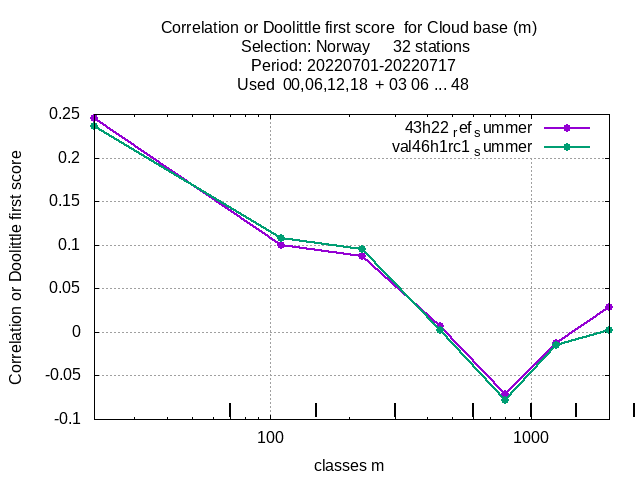 Correlation or Doolittle first score for Cloud base (m)
Selection: Norway 32 stations
Period: 20220701-20220717
Used 00,06,12,18 + 03 06 ... 48
43h22 ref summer
val46h1rc1 summer
Correlation or Doolittle first score
0.25
0.2
0.15
0.1
0.05
0
-0.05
-0.1
100 1000
classes m